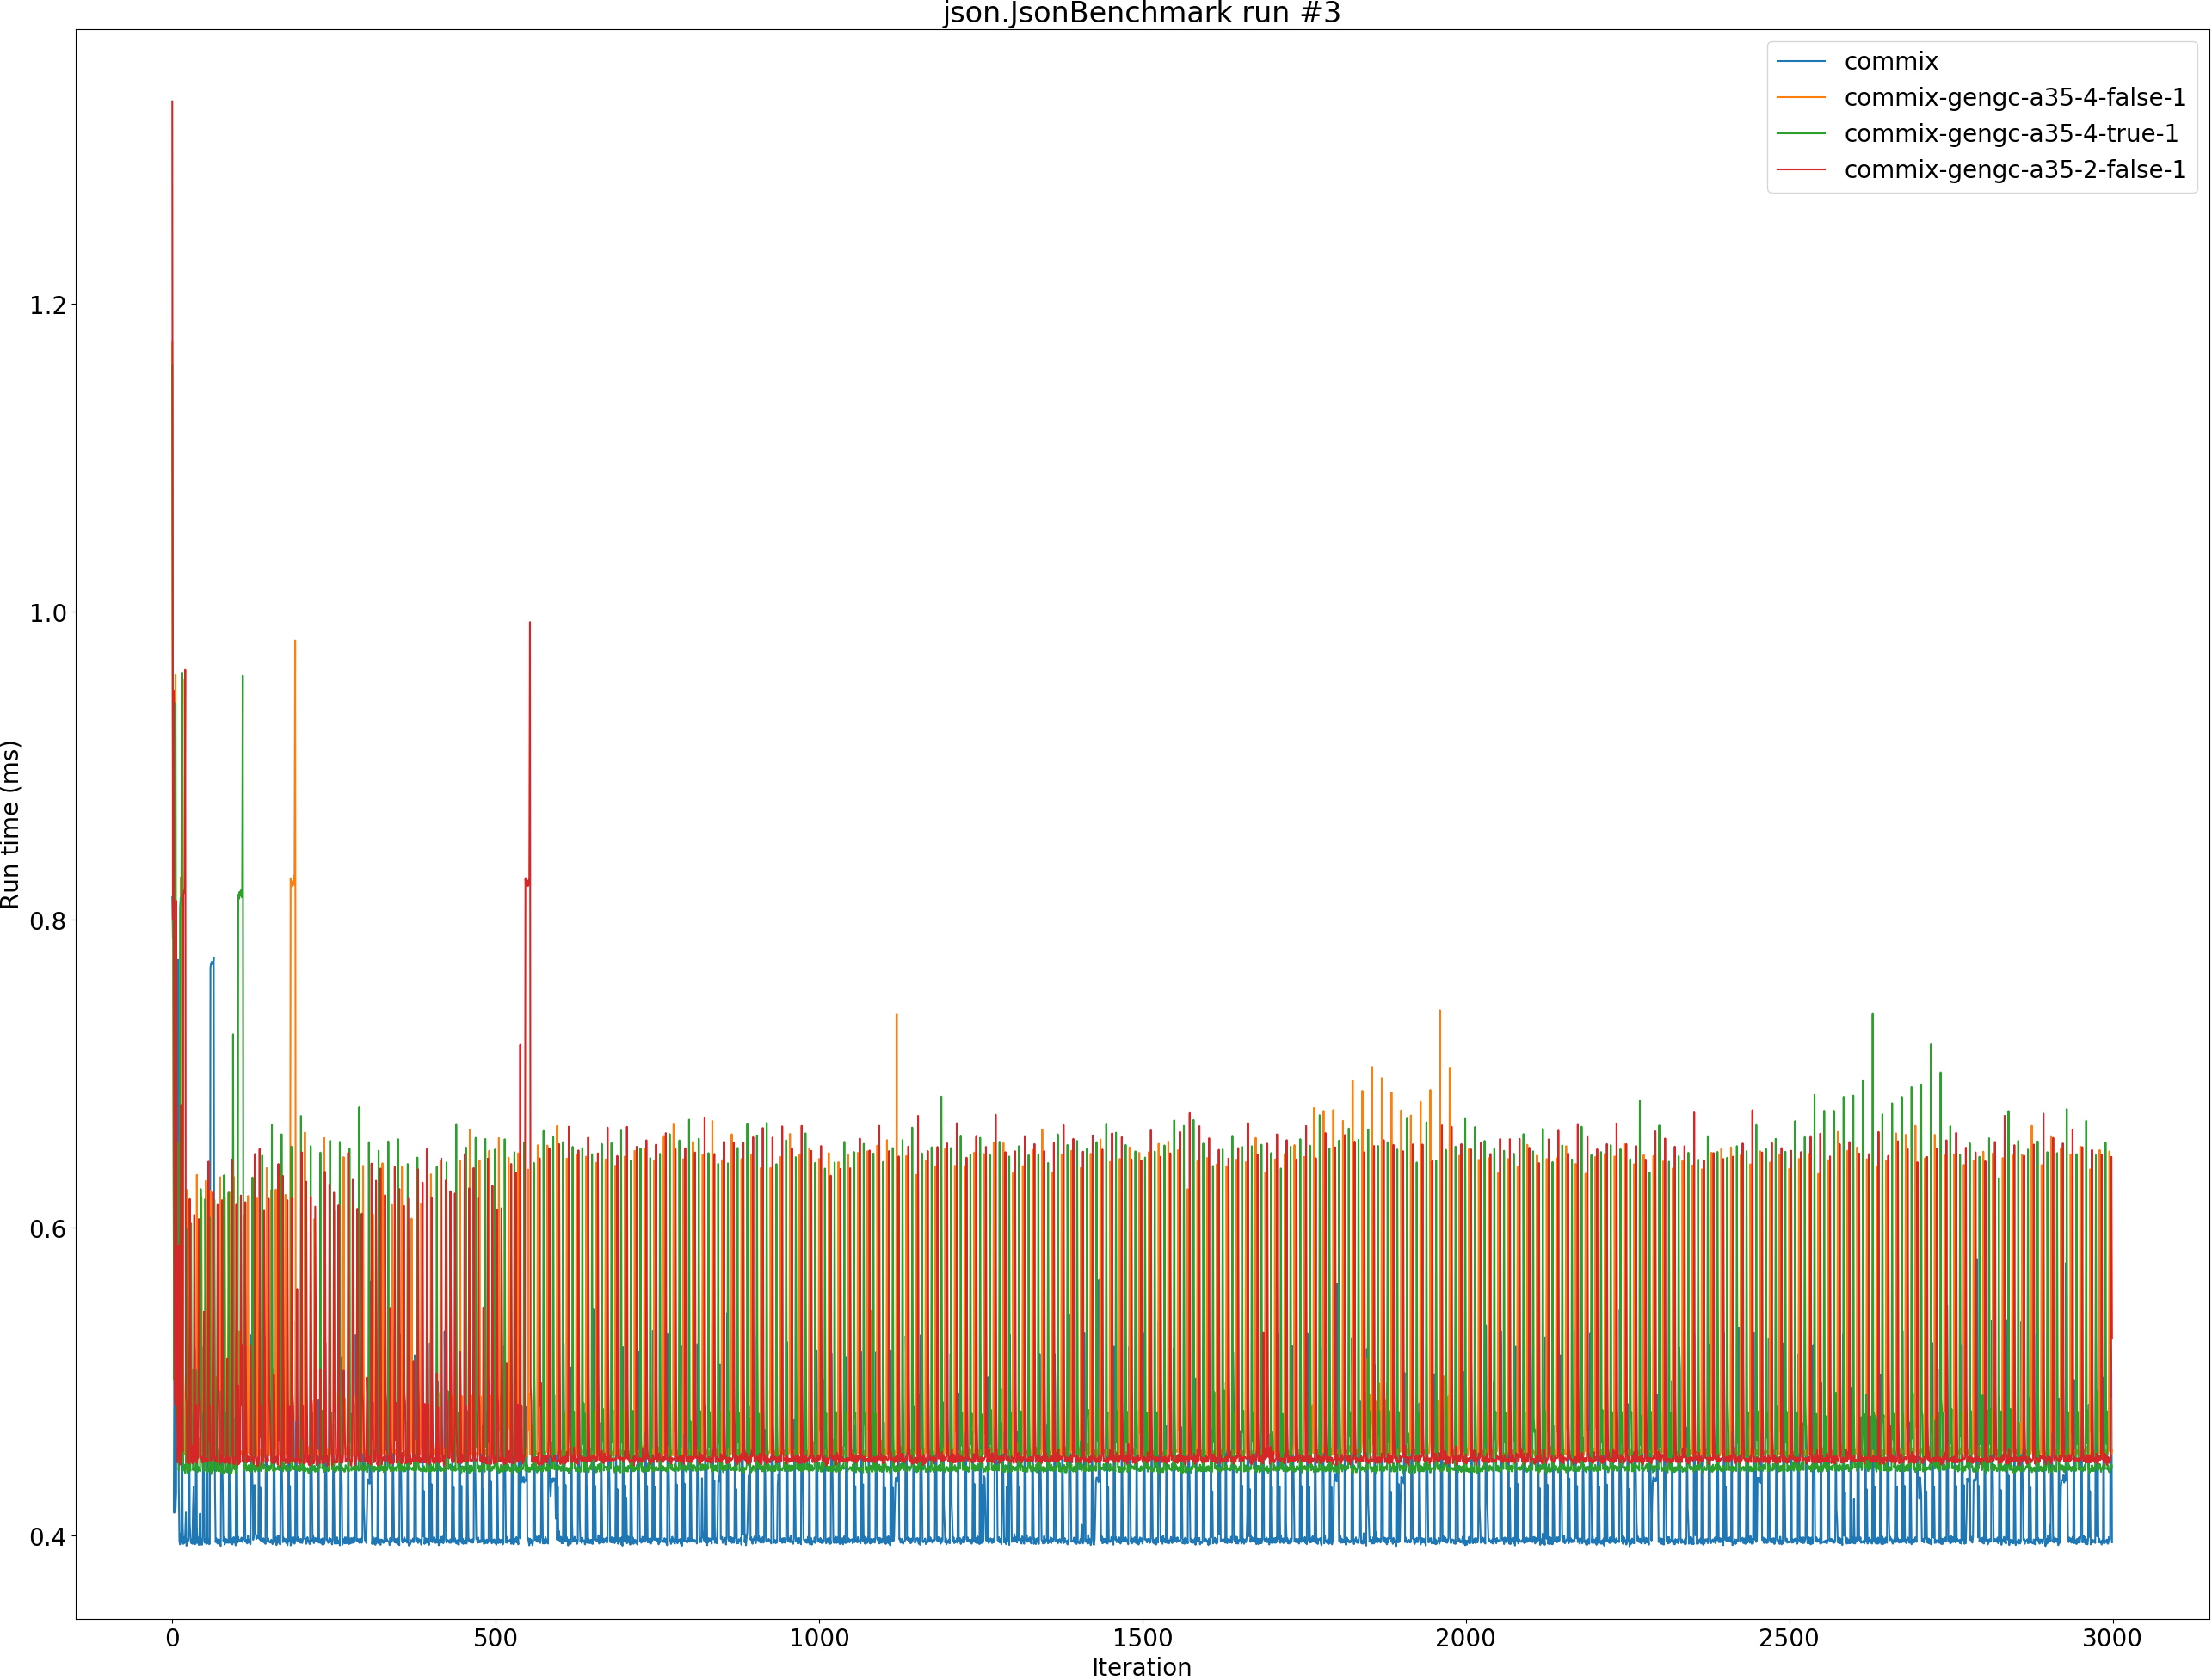 json.JsonBenchmark run #3
commix
commix-gengc-a35-4-false-1
commix-gengc-a35-4-true-1
commix-gengc-a35-2-false-1
Run time (ms)
1.2
1.0
0.8
0.6
0.4
0
500
1000
1500
2000
2500
3000
Iteration